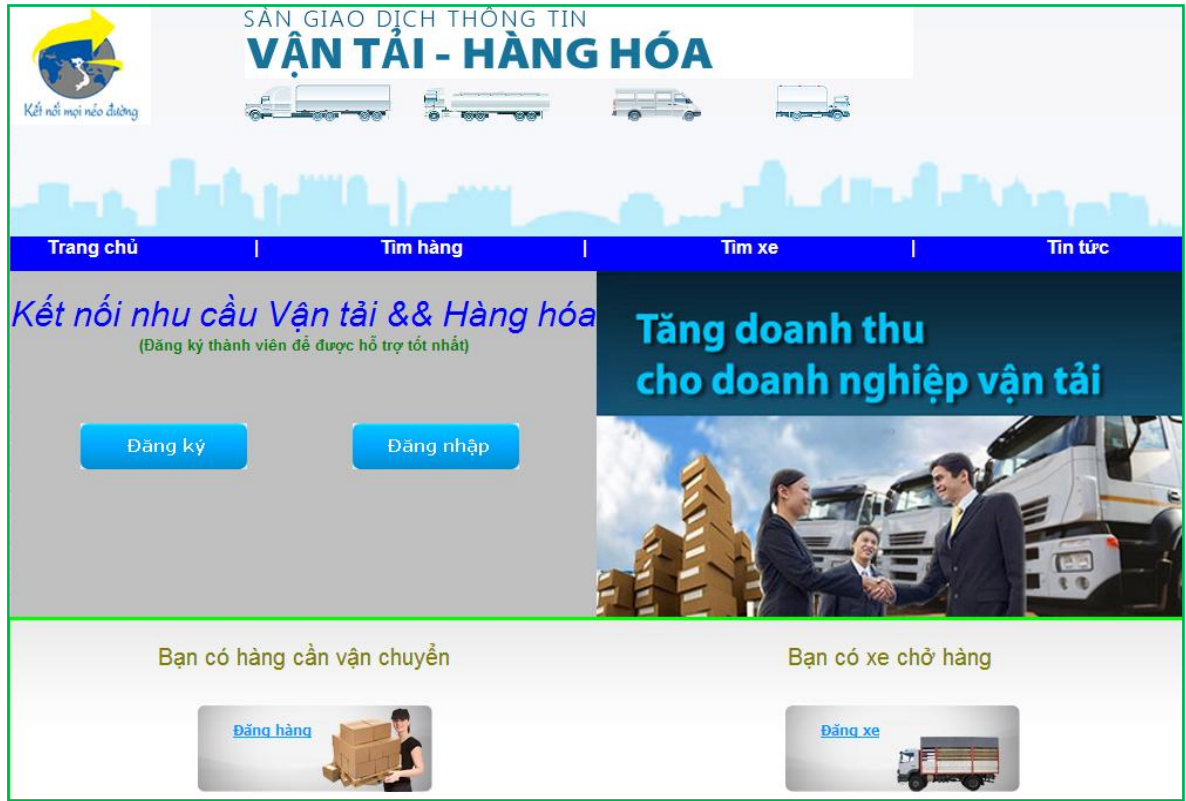 SÀN GIAO DỊCH THÔNG TIN
VẬN TẢI - HÀNG HÓA
Kết nối mọi nẻo đường
Trang chủ | Tìm hàng | Tìm xe | Tin tức
Kết nối nhu cầu Vận tải && Hàng hóa
(Đăng ký thành viên để được hỗ trợ tốt nhất)
Đăng ký Đăng nhập
Tăng doanh thu
cho doanh nghiệp vận tải
Bạn có hàng cần vận chuyển
Đăng hàng
Bạn có xe chở hàng
Đăng xe